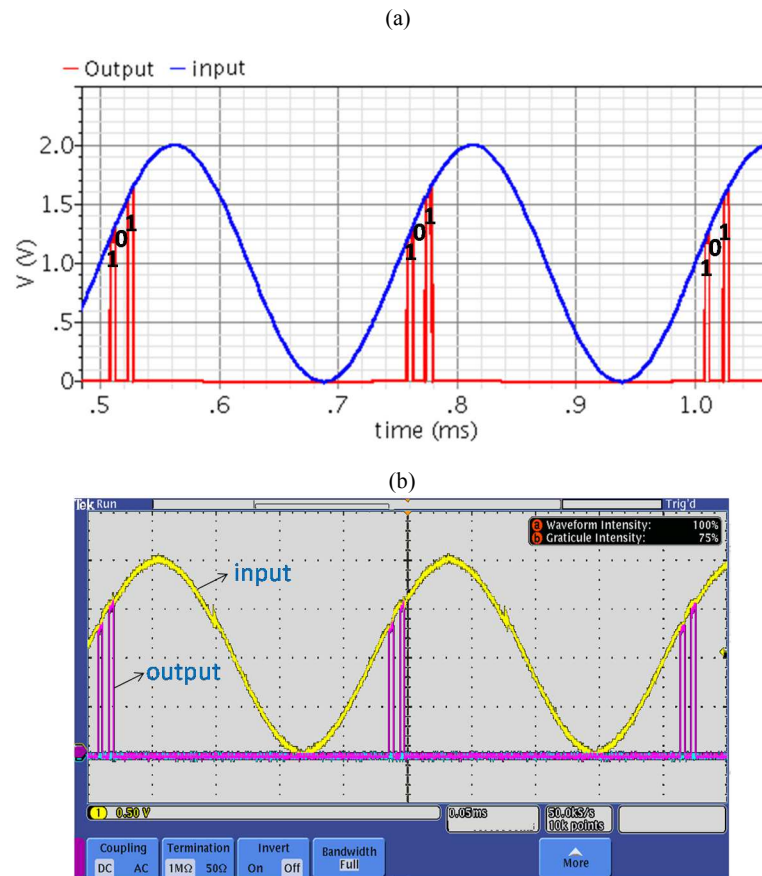 (a)
Output input
2.0
1.5
1.0
.5
0
V (V)
1 0 1
1 0 1
1 0 1
.5 .6 .7 .8 .9 1.0
time (ms)
(b)
Tek Run Trig'd
a Waveform Intensity: 100%
b Graticule Intensity: 75%
input
output
1 0.50 V 0.05ms 50.0kS/s
10k points
Coupling Termination Invert Bandwidth
DC AC 1MΩ 50Ω On Off Full More